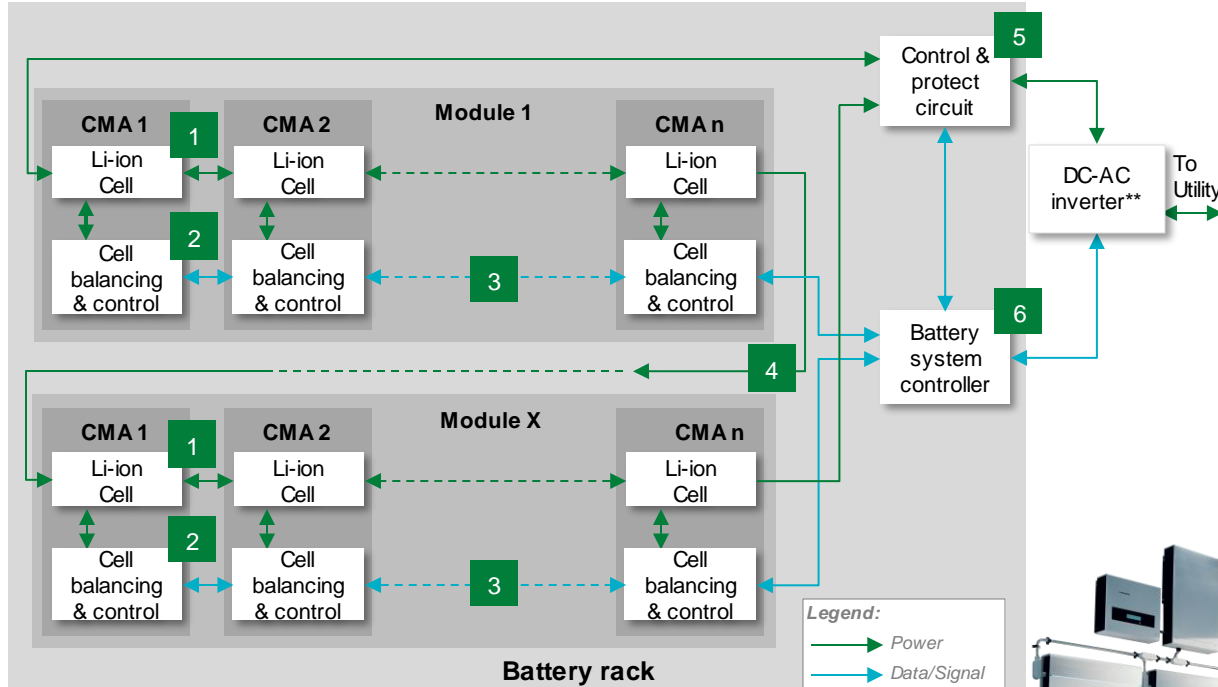 5
Control &
protect
circuit
Module 1
CMA 1
CMA 2
CMA n
1
Li-ion
Cell
Li-ion
Cell
Li-ion
Cell
DC-AC
inverter**
To
Utility
2
Cell
balancing
& control
Cell
balancing
& control
3
Cell
balancing
& control
6
Battery
system
controller
4
Module X
CMA 1
CMA 2
CMA n
1
Li-ion
Cell
Li-ion
Cell
Li-ion
Cell
2
Cell
balancing
& control
Cell
balancing
& control
3
Cell
balancing
& control
Legend:
Power
Data/Signal
Battery rack